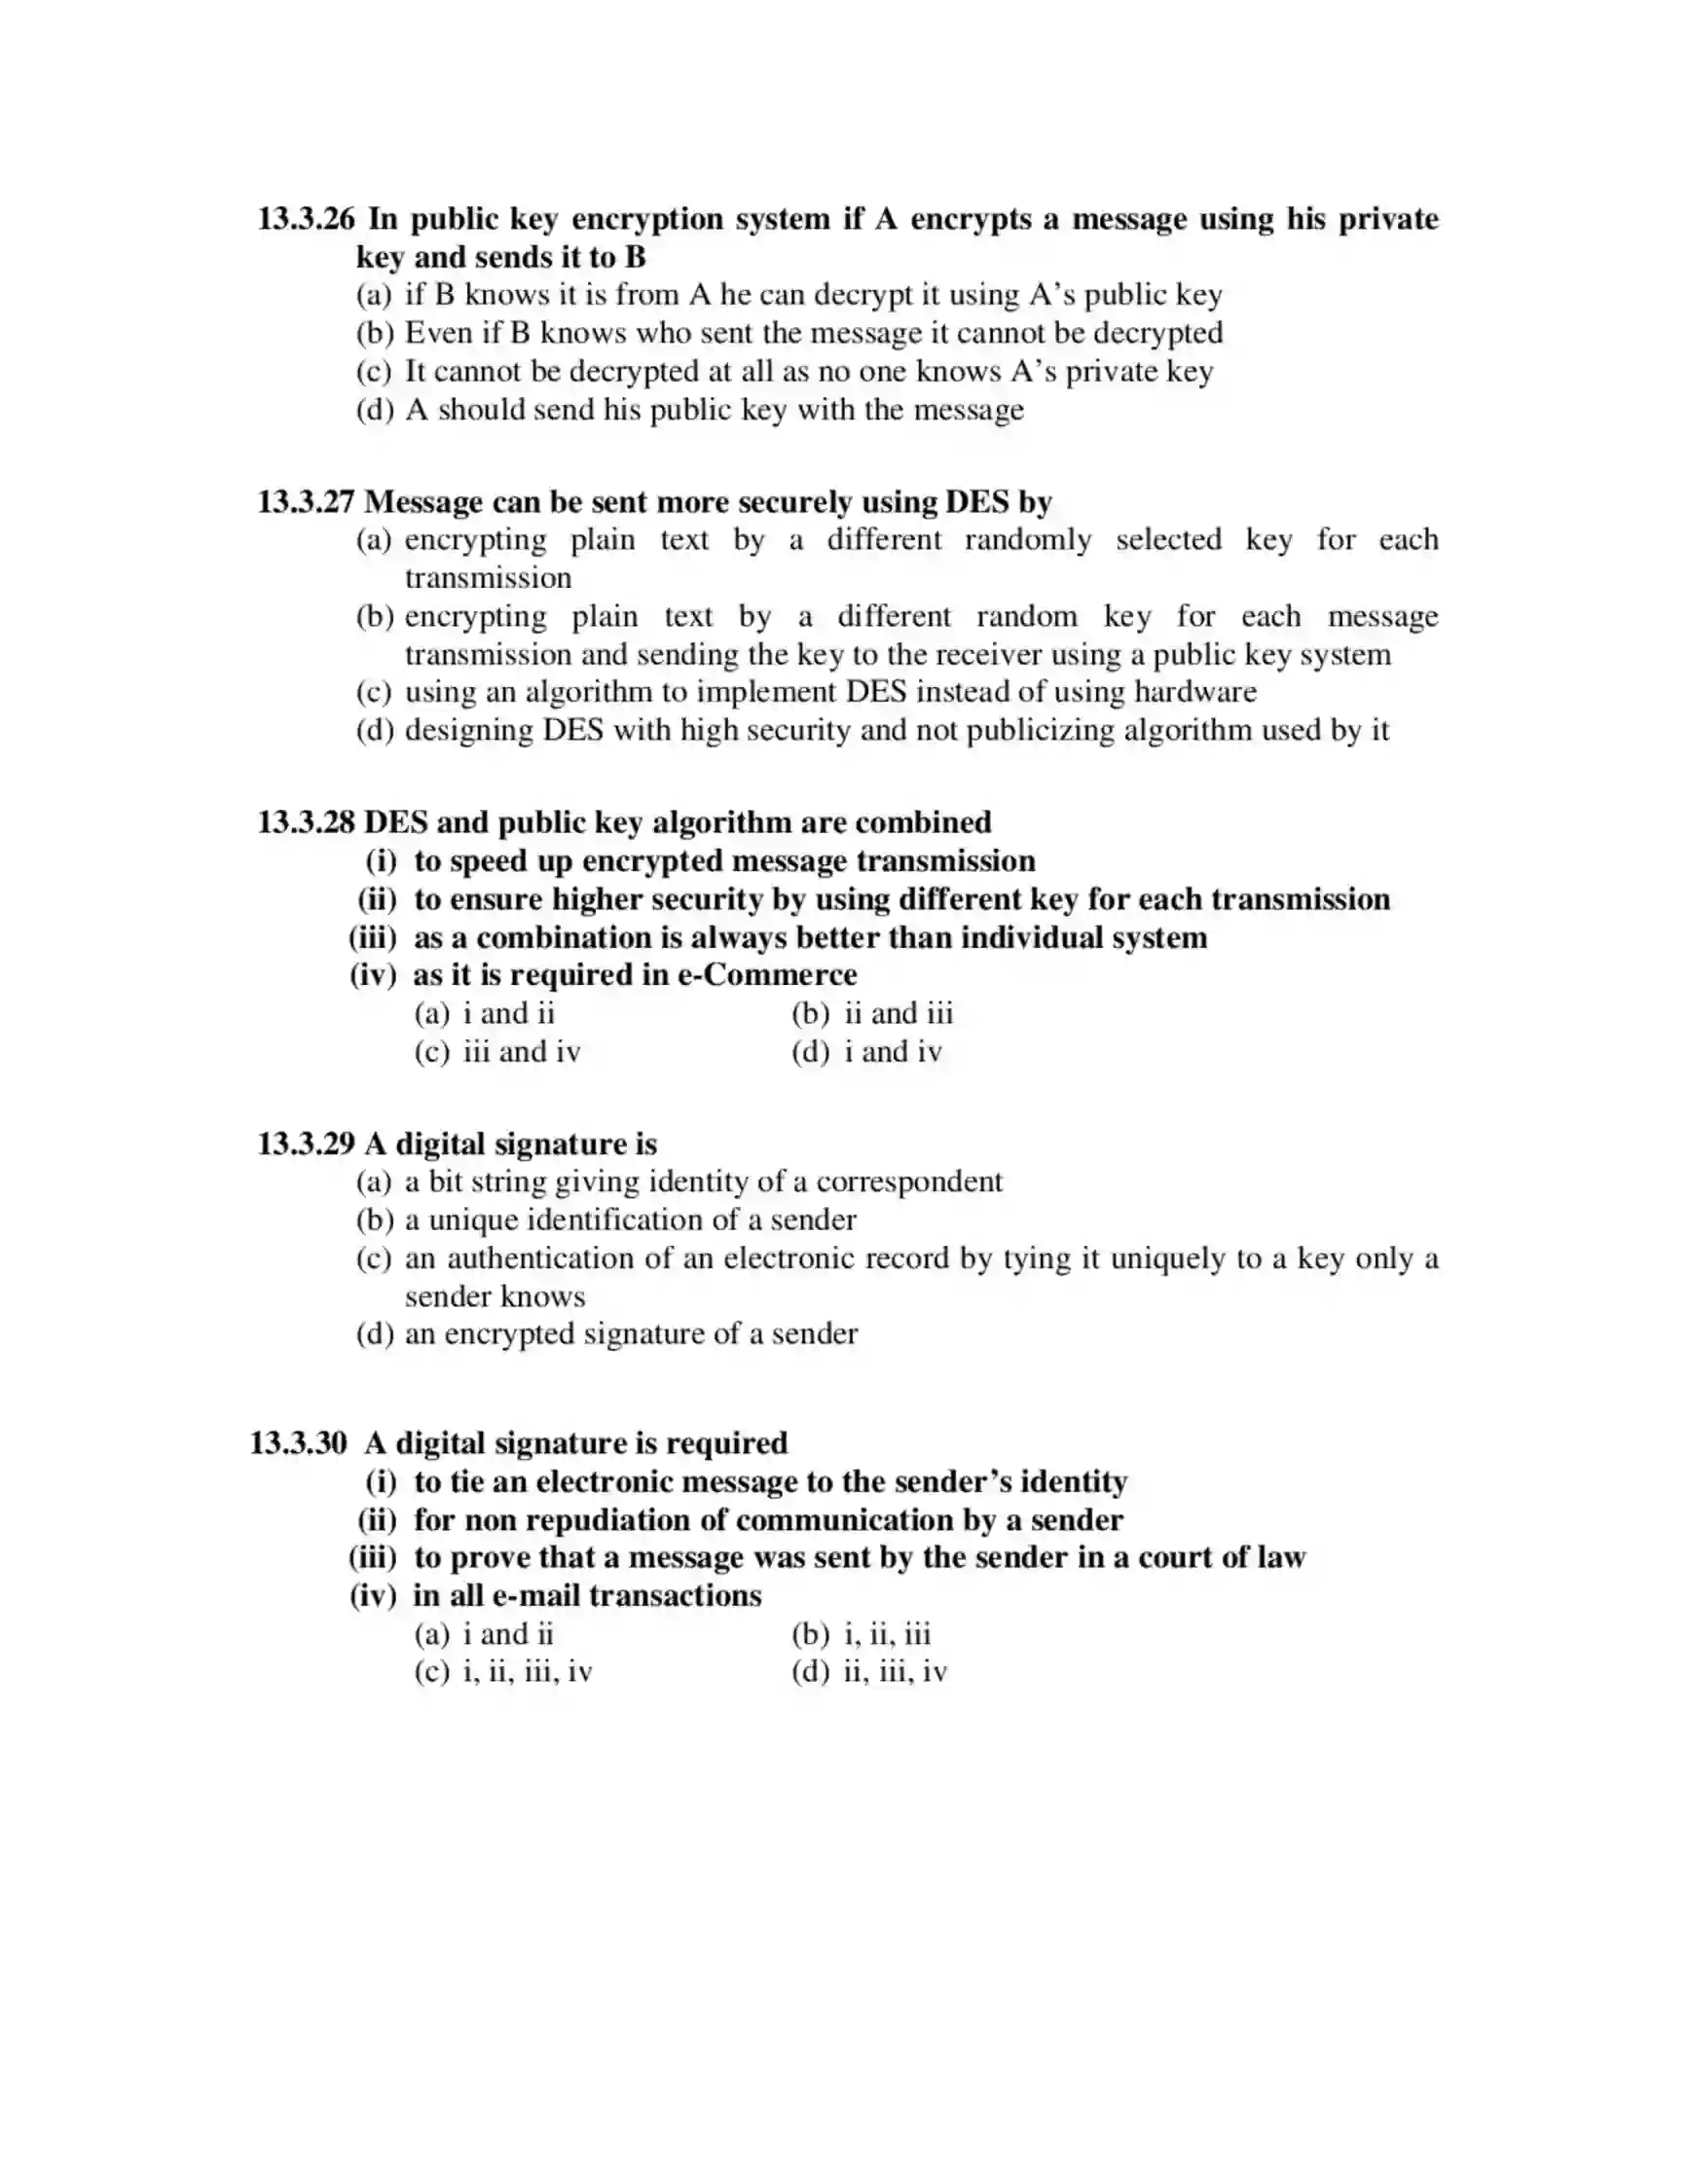 13.3.26 In public key encryption system if A encrypts a message using his private
key and sends it to B
(a) if B knows it is from A he can decrypt it using A's public key
(b) Even if B knows who sent the message it cannot be decrypted
(c) It cannot be decrypted at all as no one knows A's private key
(d) A should send his public key with the message
13.3.27 Message can be sent more securely using DES by
(a) encrypting plain text by a different randomly selected key for each
transmission
(b) encrypting plain text by a different random key for each message
transmission and sending the key to the receiver using a public key system
(c) using an algorithm to implement DES instead of using hardware
(d) designing DES with high security and not publicizing algorithm used by it
13.3.28 DES and public key algorithm are combined
(i) to speed up encrypted message transmission
(ii) to ensure higher security by using different key for each transmission
(iii) as a combination is always better than individual system
(iv) as it is required in e-Commerce
(a) i and ii (b) ii and iii
(c) iii and iv (d) i and iv
13.3.29 A digital signature is
(a) a bit string giving identity of a correspondent
(b) a unique identification of a sender
(c) an authentication of an electronic record by tying it uniquely to a key only a
sender knows
(d) an encrypted signature of a sender
13.3.30 A digital signature is required
(i) to tie an electronic message to the sender's identity
(ii) for non repudiation of communication by a sender
(iii) to prove that a message was sent by the sender in a court of law
(iv) in all e-mail transactions
(a) i and ii (b) i, ii, iii
(c) i, ii, iii, iv (d) ii, iii, iv